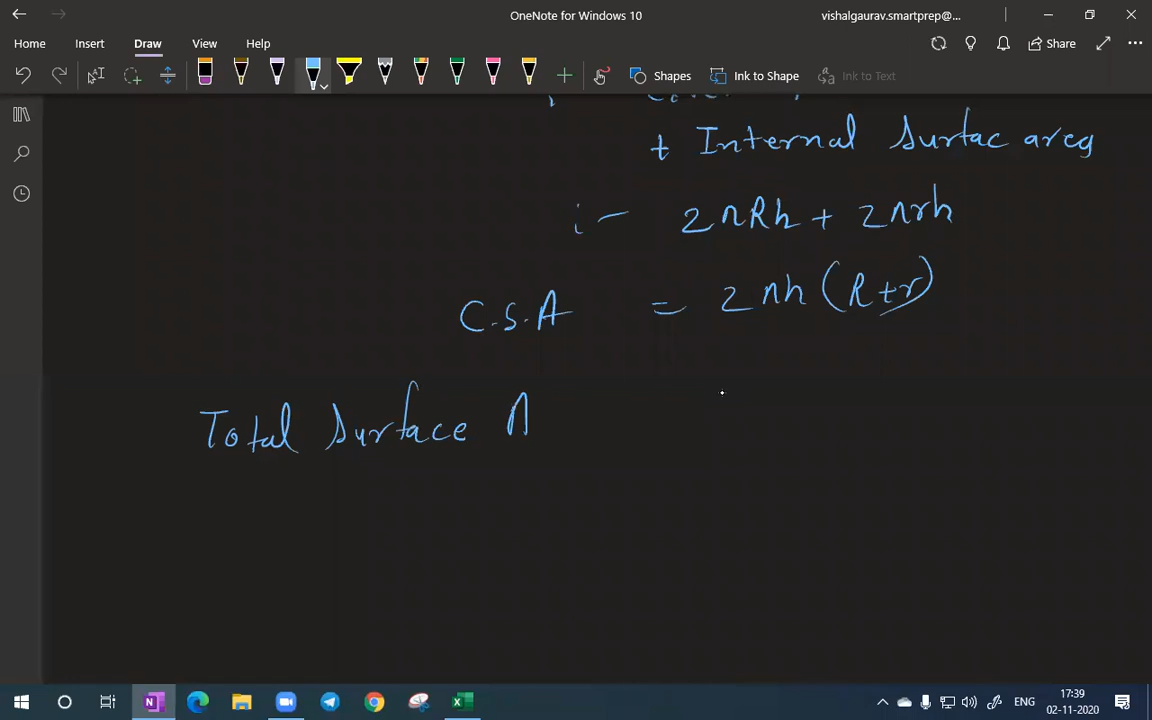 OneNote for Windows 10
vishalgaurav.smartprep@...
Home Insert Draw View Help
Share
Shapes Ink to Shape Ink to Text
+ Internal Surfac area
:- 2πRh + 2πrh
C.S.A = 2πh (R+r)
Total Surface A
ENG
17:39
02-11-2020